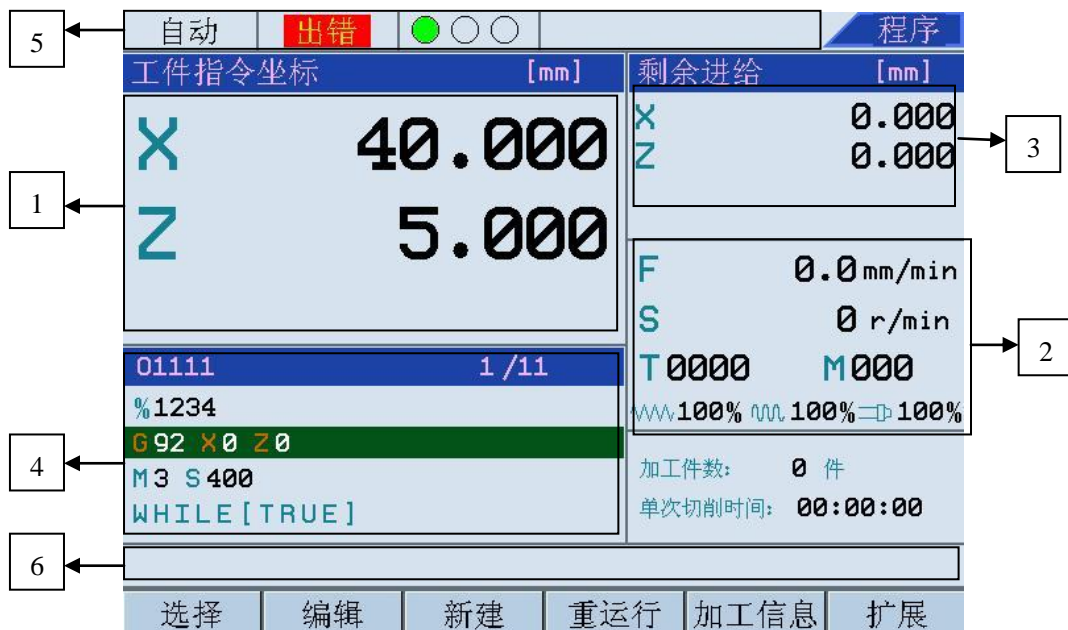 5
自动 出错 程序
工件指令坐标 [mm]
剩余进给 [mm]
X 40.000
Z 5.000
1
X 0.000
Z 0.000
3
F 0.0mm/min
S 0 r/min
T0000 M000
100% 100% 100%
2
O1111 1/11
%1234
G92 X0 Z0
M3 S400
WHILE[TRUE]
4
加工件数: 0 件
单次切削时间: 00:00:00
6
选择 编辑 新建 重运行 加工信息 扩展